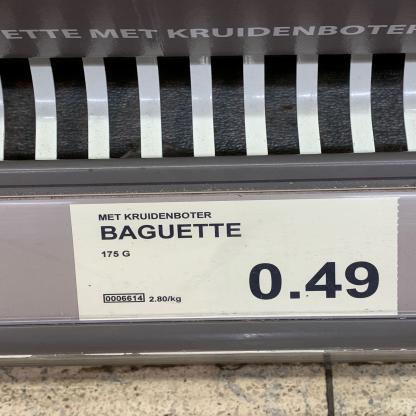 ETTE MET KRUIDENBOTER
MET KRUIDENBOTER
BAGUETTE
175 G
0006614 2.80/kg
0.49